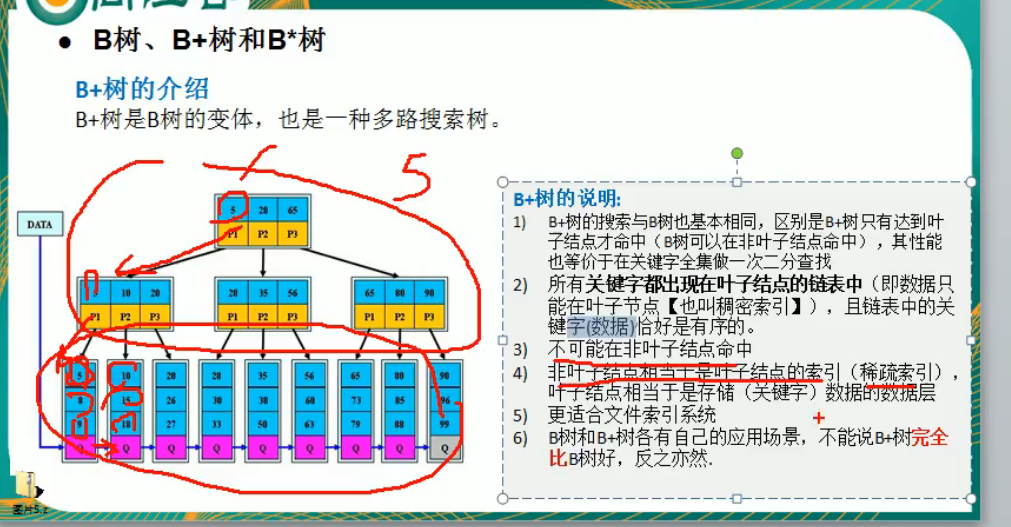 ● B树、B+树和B*树
B+树的介绍
B+树是B树的变体，也是一种多路搜索树。
5
5 28 65
P1 P2 P3
DATA
5 10 20
P1 P2 P3
28 35 56
P1 P2 P3
65 80 90
P1 P2 P3
5 10 20 28 35 56 65 80 90
8 15 26 30 38 60 73 85 96
9 18 27 33 50 63 79 88 99
Q Q Q Q Q Q Q Q Q
B+树的说明:
1) B+树的搜索与B树也基本相同，区别是B+树只有达到叶
子结点才命中（B树可以在非叶子结点命中），其性能
也等价于在关键字全集做一次二分查找
2) 所有关键字都出现在叶子结点的链表中（即数据只
能在叶子节点【也叫稠密索引】），且链表中的关
键字(数据)恰好是有序的。
3) 不可能在非叶子结点命中
4) 非叶子结点相当于是叶子结点的索引（稀疏索引），
叶子结点相当于是存储（关键字）数据的数据层
5) 更适合文件索引系统
6) B树和B+树各有自己的应用场景，不能说B+树完全
比B树好，反之亦然.
图片5.z